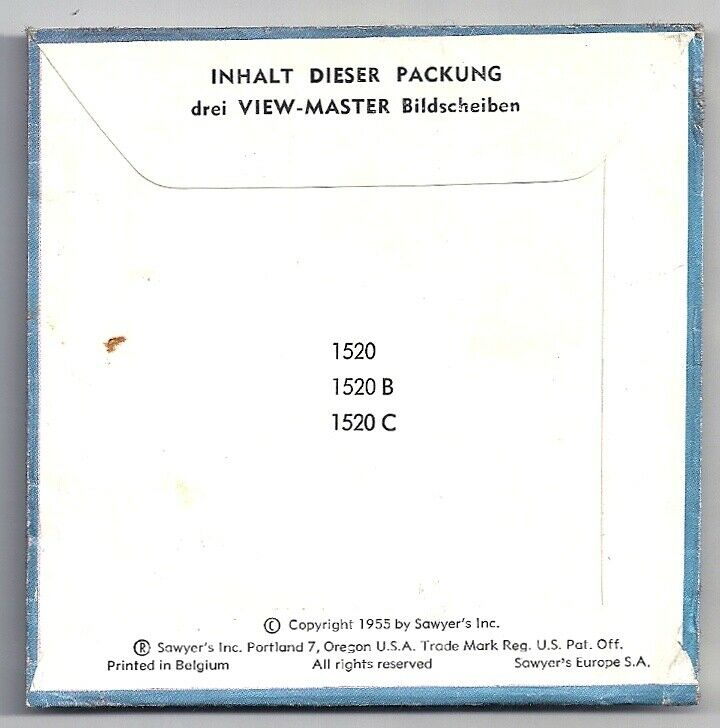 INHALT DIESER PACKUNG
drei VIEW-MASTER Bildscheiben
1520
1520 B
1520 C
© Copyright 1955 by Sawyer's Inc.
® Sawyer's Inc. Portland 7, Oregon U.S.A. Trade Mark Reg. U.S. Pat. Off.
Printed in Belgium All rights reserved Sawyer's Europe S.A.